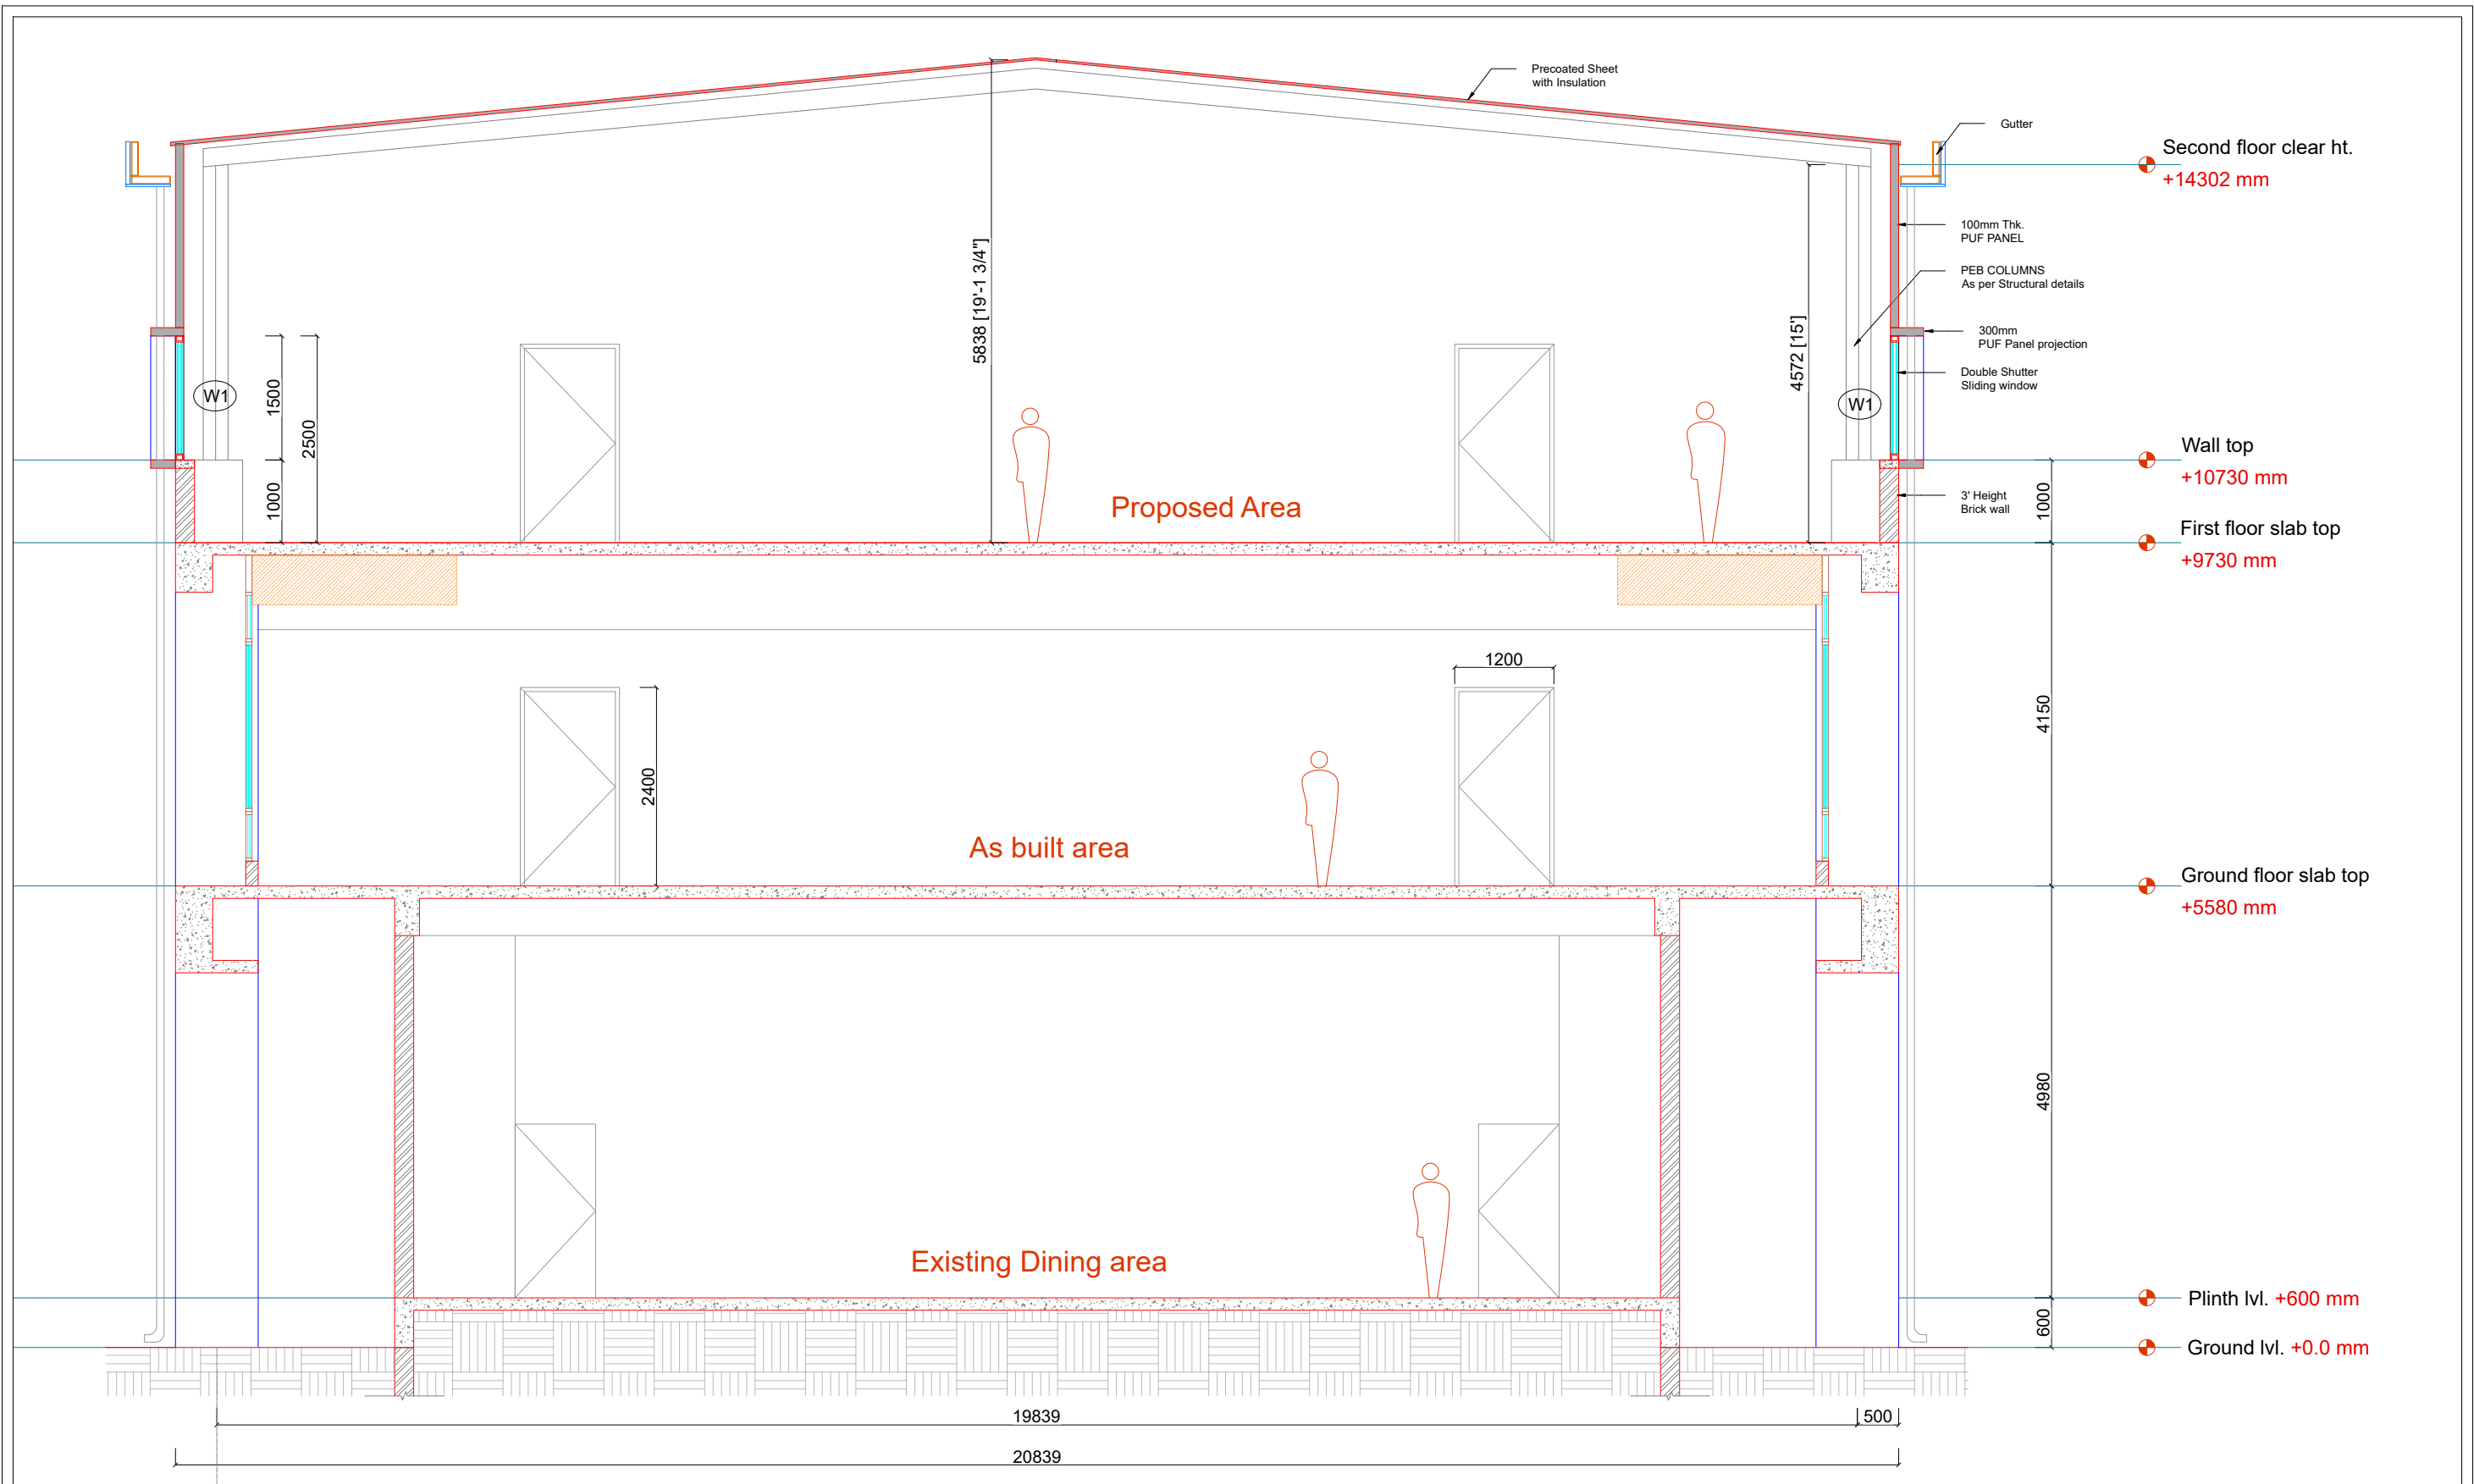 Precoated Sheet
with Insulation
Gutter
Second floor clear ht.
+14302 mm
100mm Thk.
PUF PANEL
PEB COLUMNS
As per Structural details
300mm
PUF Panel projection
Double Shutter
Sliding window
5838 [19'-1 3/4"]
4572 [15']
W1
1500
2500
1000
W1
Wall top
+10730 mm
3' Height
Brick wall
1000
Proposed Area
First floor slab top
+9730 mm
1200
4150
2400
As built area
Ground floor slab top
+5580 mm
4980
Existing Dining area
Plinth lvl. +600 mm
600
Ground lvl. +0.0 mm
19839
500
20839